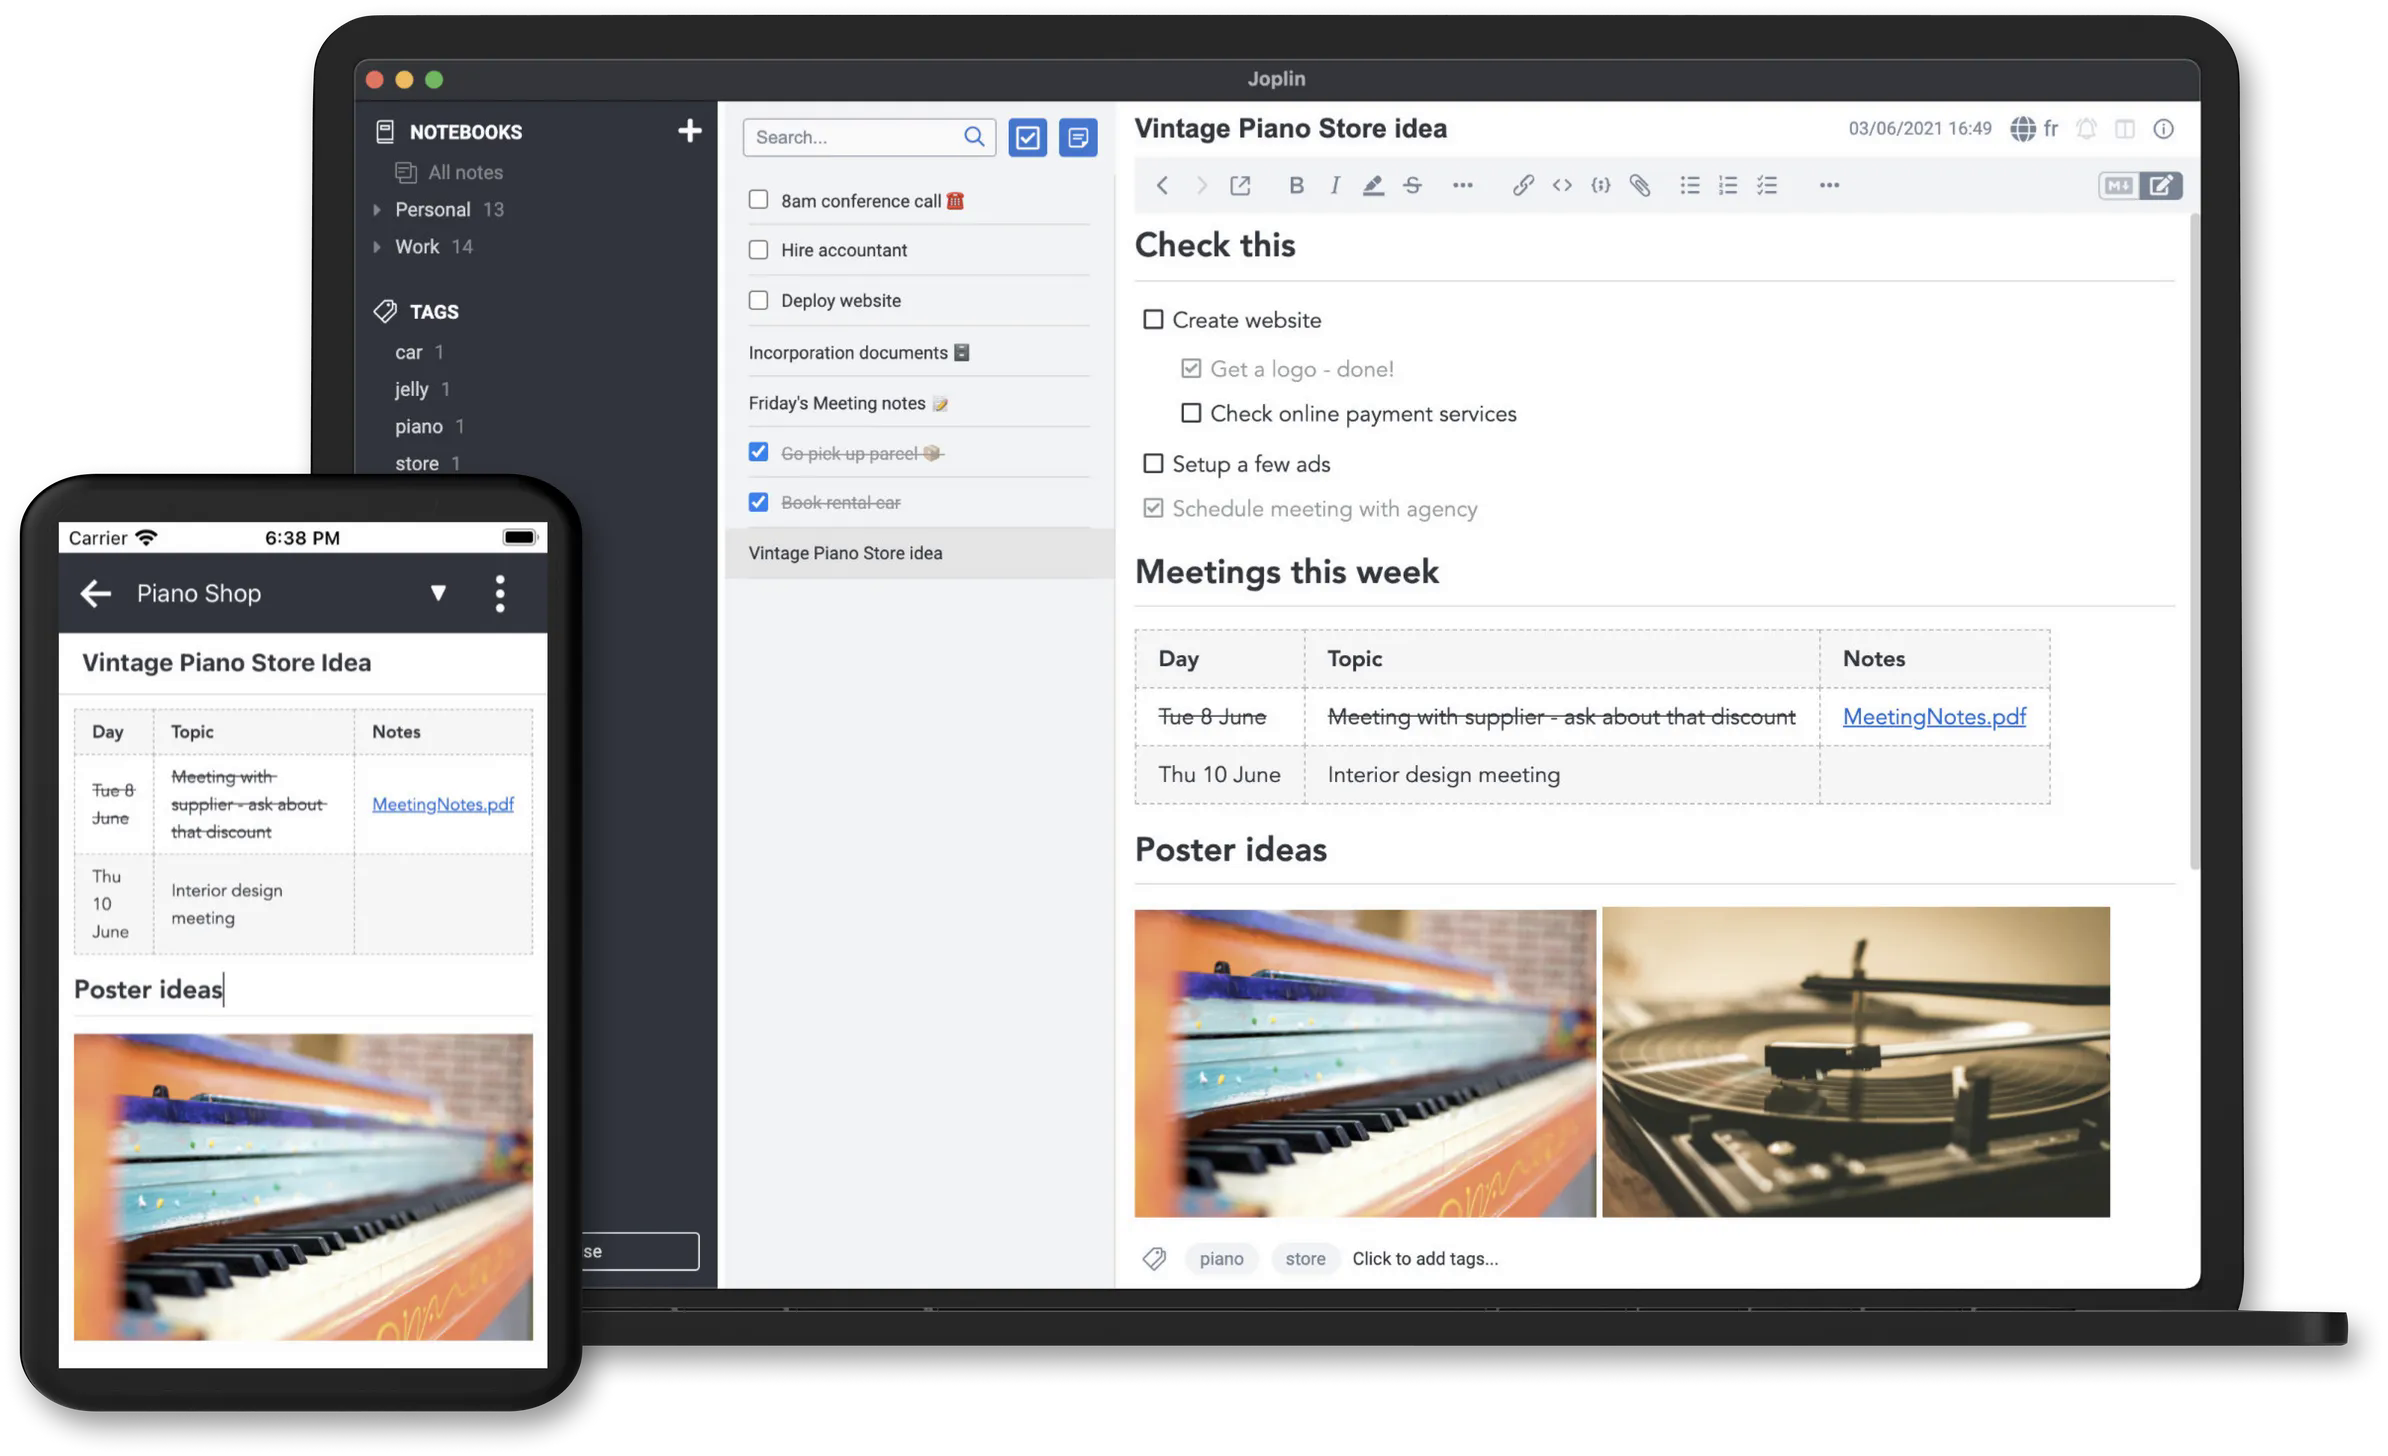 Joplin
NOTEBOOKS
All notes
Personal 13
Work 14
TAGS
car 1
jelly 1
piano 1
store 1
se
Search...
8am conference call
Hire accountant
Deploy website
Incorporation documents
Friday's Meeting notes
Go pick up parcel
Book rental car
Vintage Piano Store idea
Vintage Piano Store idea
03/06/2021 16:49 fr
B I S
M
Check this
Create website
Get a logo - done!
Check online payment services
Setup a few ads
Schedule meeting with agency
Meetings this week
Day Topic Notes
Tue 8 June Meeting with supplier - ask about that discount MeetingNotes.pdf
Thu 10 June Interior design meeting
Poster ideas
piano store Click to add tags...
Carrier 6:38 PM
Piano Shop
Vintage Piano Store Idea
Day Topic Notes
Tue 8
June
Meeting with
supplier - ask about
that discount
MeetingNotes.pdf
Thu
10
June
Interior design
meeting
Poster ideas